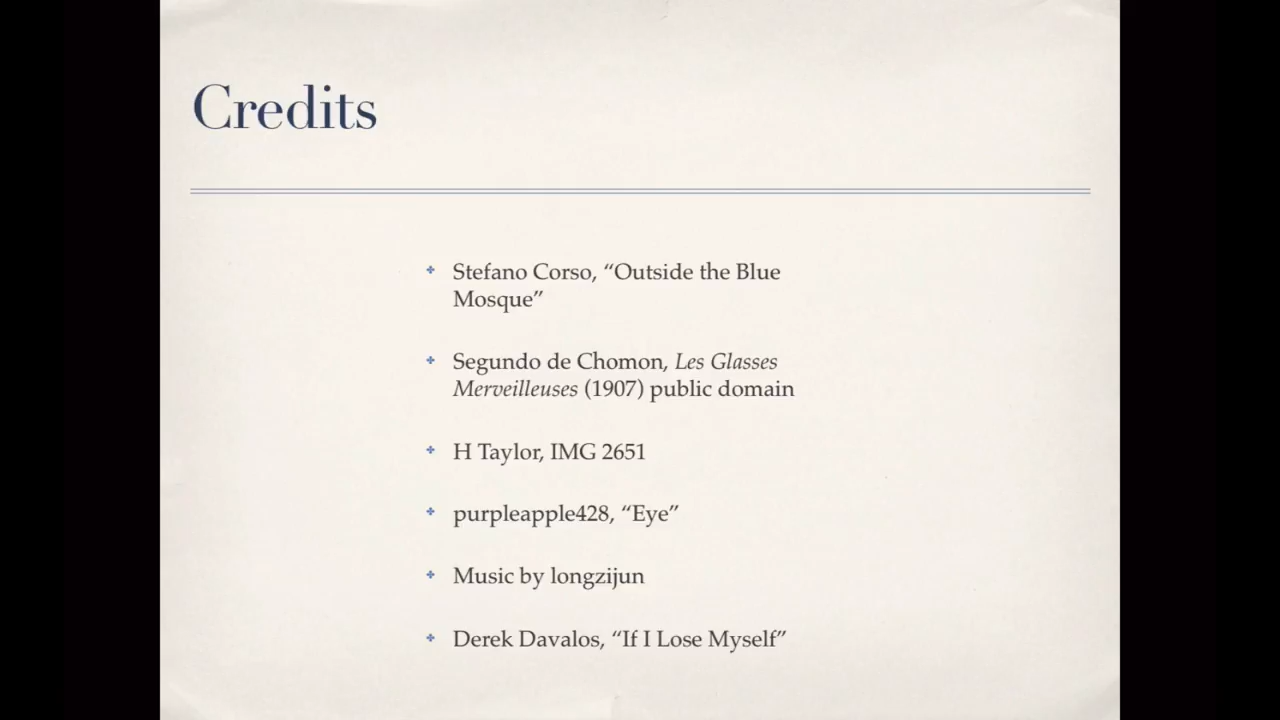 Credits
Stefano Corso, “Outside the Blue
Mosque”
Segundo de Chomon, Les Glasses
Merveilleuses (1907) public domain
H Taylor, IMG 2651
purpleapple428, “Eye”
Music by longzijun
Derek Davalos, “If I Lose Myself”